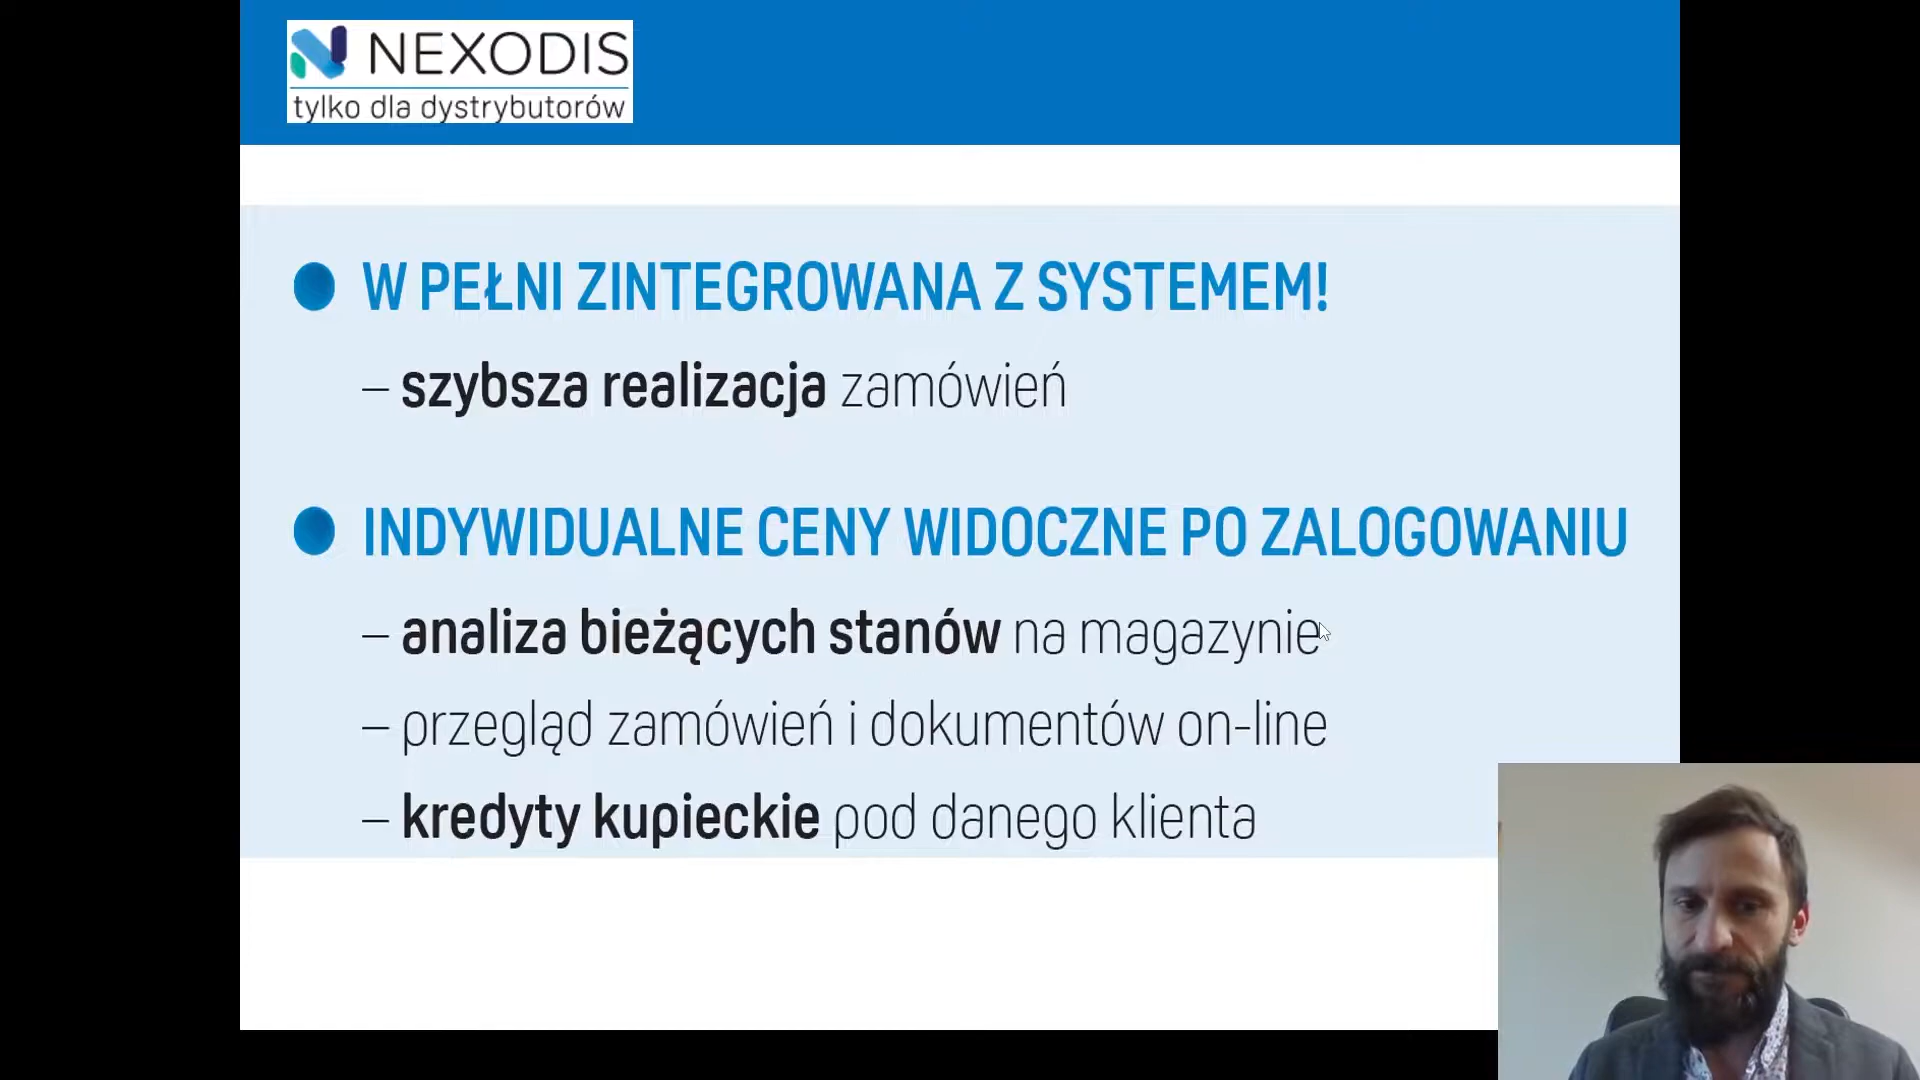 NEXODIS
tylko dla dystrybutorów
W PEŁNI ZINTEGROWANA Z SYSTEMEM!
– szybsza realizacja zamówień
INDYWIDUALNE CENY WIDOCZNE PO ZALOGOWANIU
– analiza bieżących stanów na magazynie
– przegląd zamówień i dokumentów on-line
– kredyty kupieckie pod danego klienta